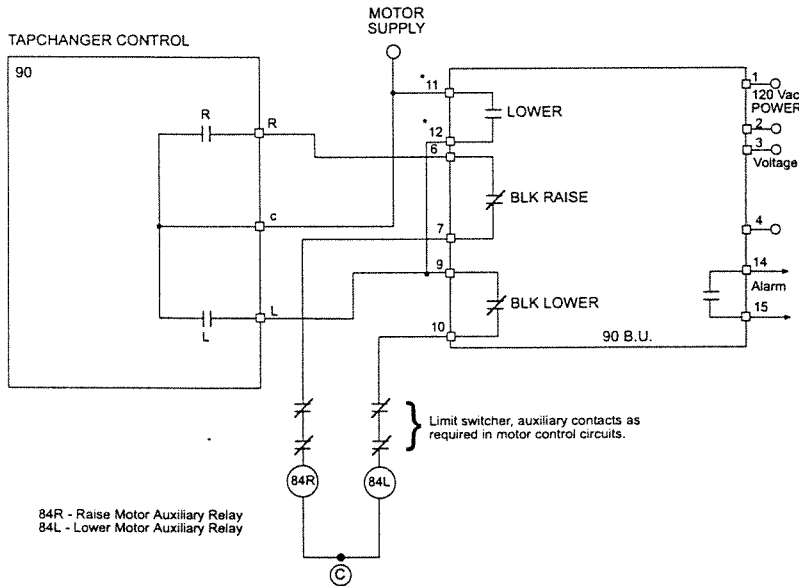 MOTOR
SUPPLY
TAPCHANGER CONTROL
90
R
R
C
L
L
* 11
LOWER
* 12
6
BLK RAISE
7
9
BLK LOWER
10
90 B.U.
1
120 Vac
POWER
2
3
Voltage
4
14
Alarm
15
Limit switcher, auxiliary contacts as
required in motor control circuits.
84R
84L
84R - Raise Motor Auxiliary Relay
84L - Lower Motor Auxiliary Relay
C